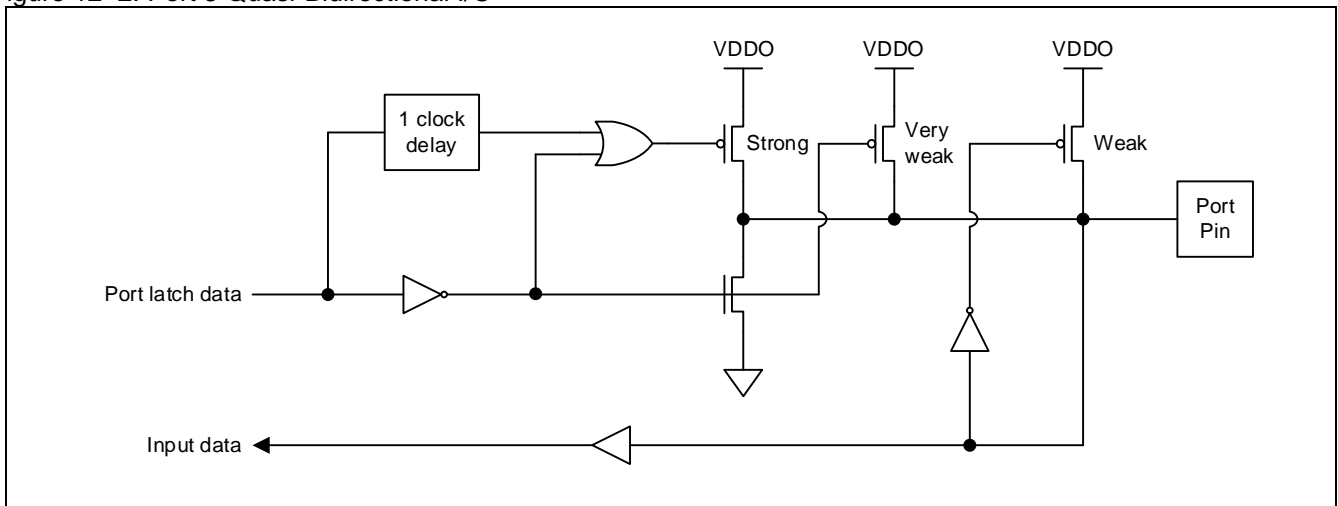 VDDO
VDDO
VDDO
1 clock
delay
Strong
Very
weak
Weak
Port
Pin
Port latch data
Input data